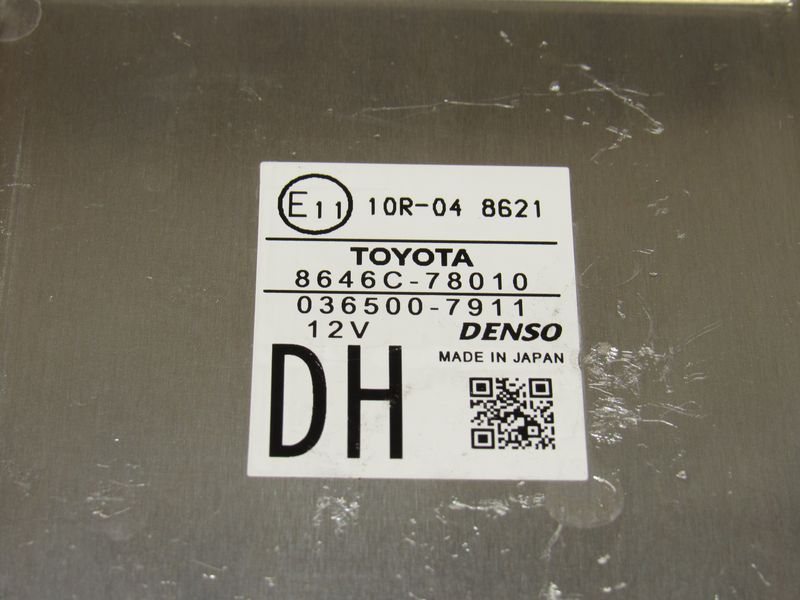 E11 10R-04 8621
TOYOTA
8646C-78010
036500-7911
12V DENSO
MADE IN JAPAN
DH